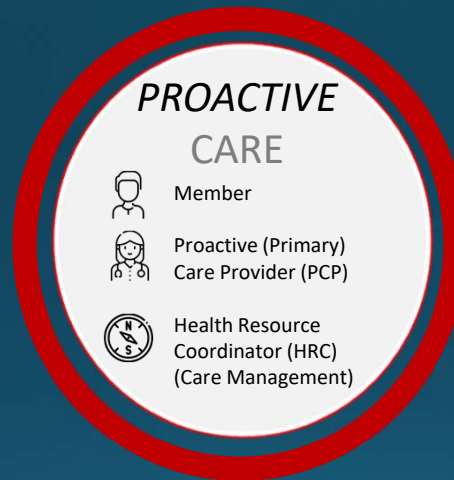 PROACTIVE
CARE
Member
Proactive (Primary)
Care Provider (PCP)
N
S
Health Resource
Coordinator (HRC)
(Care Management)